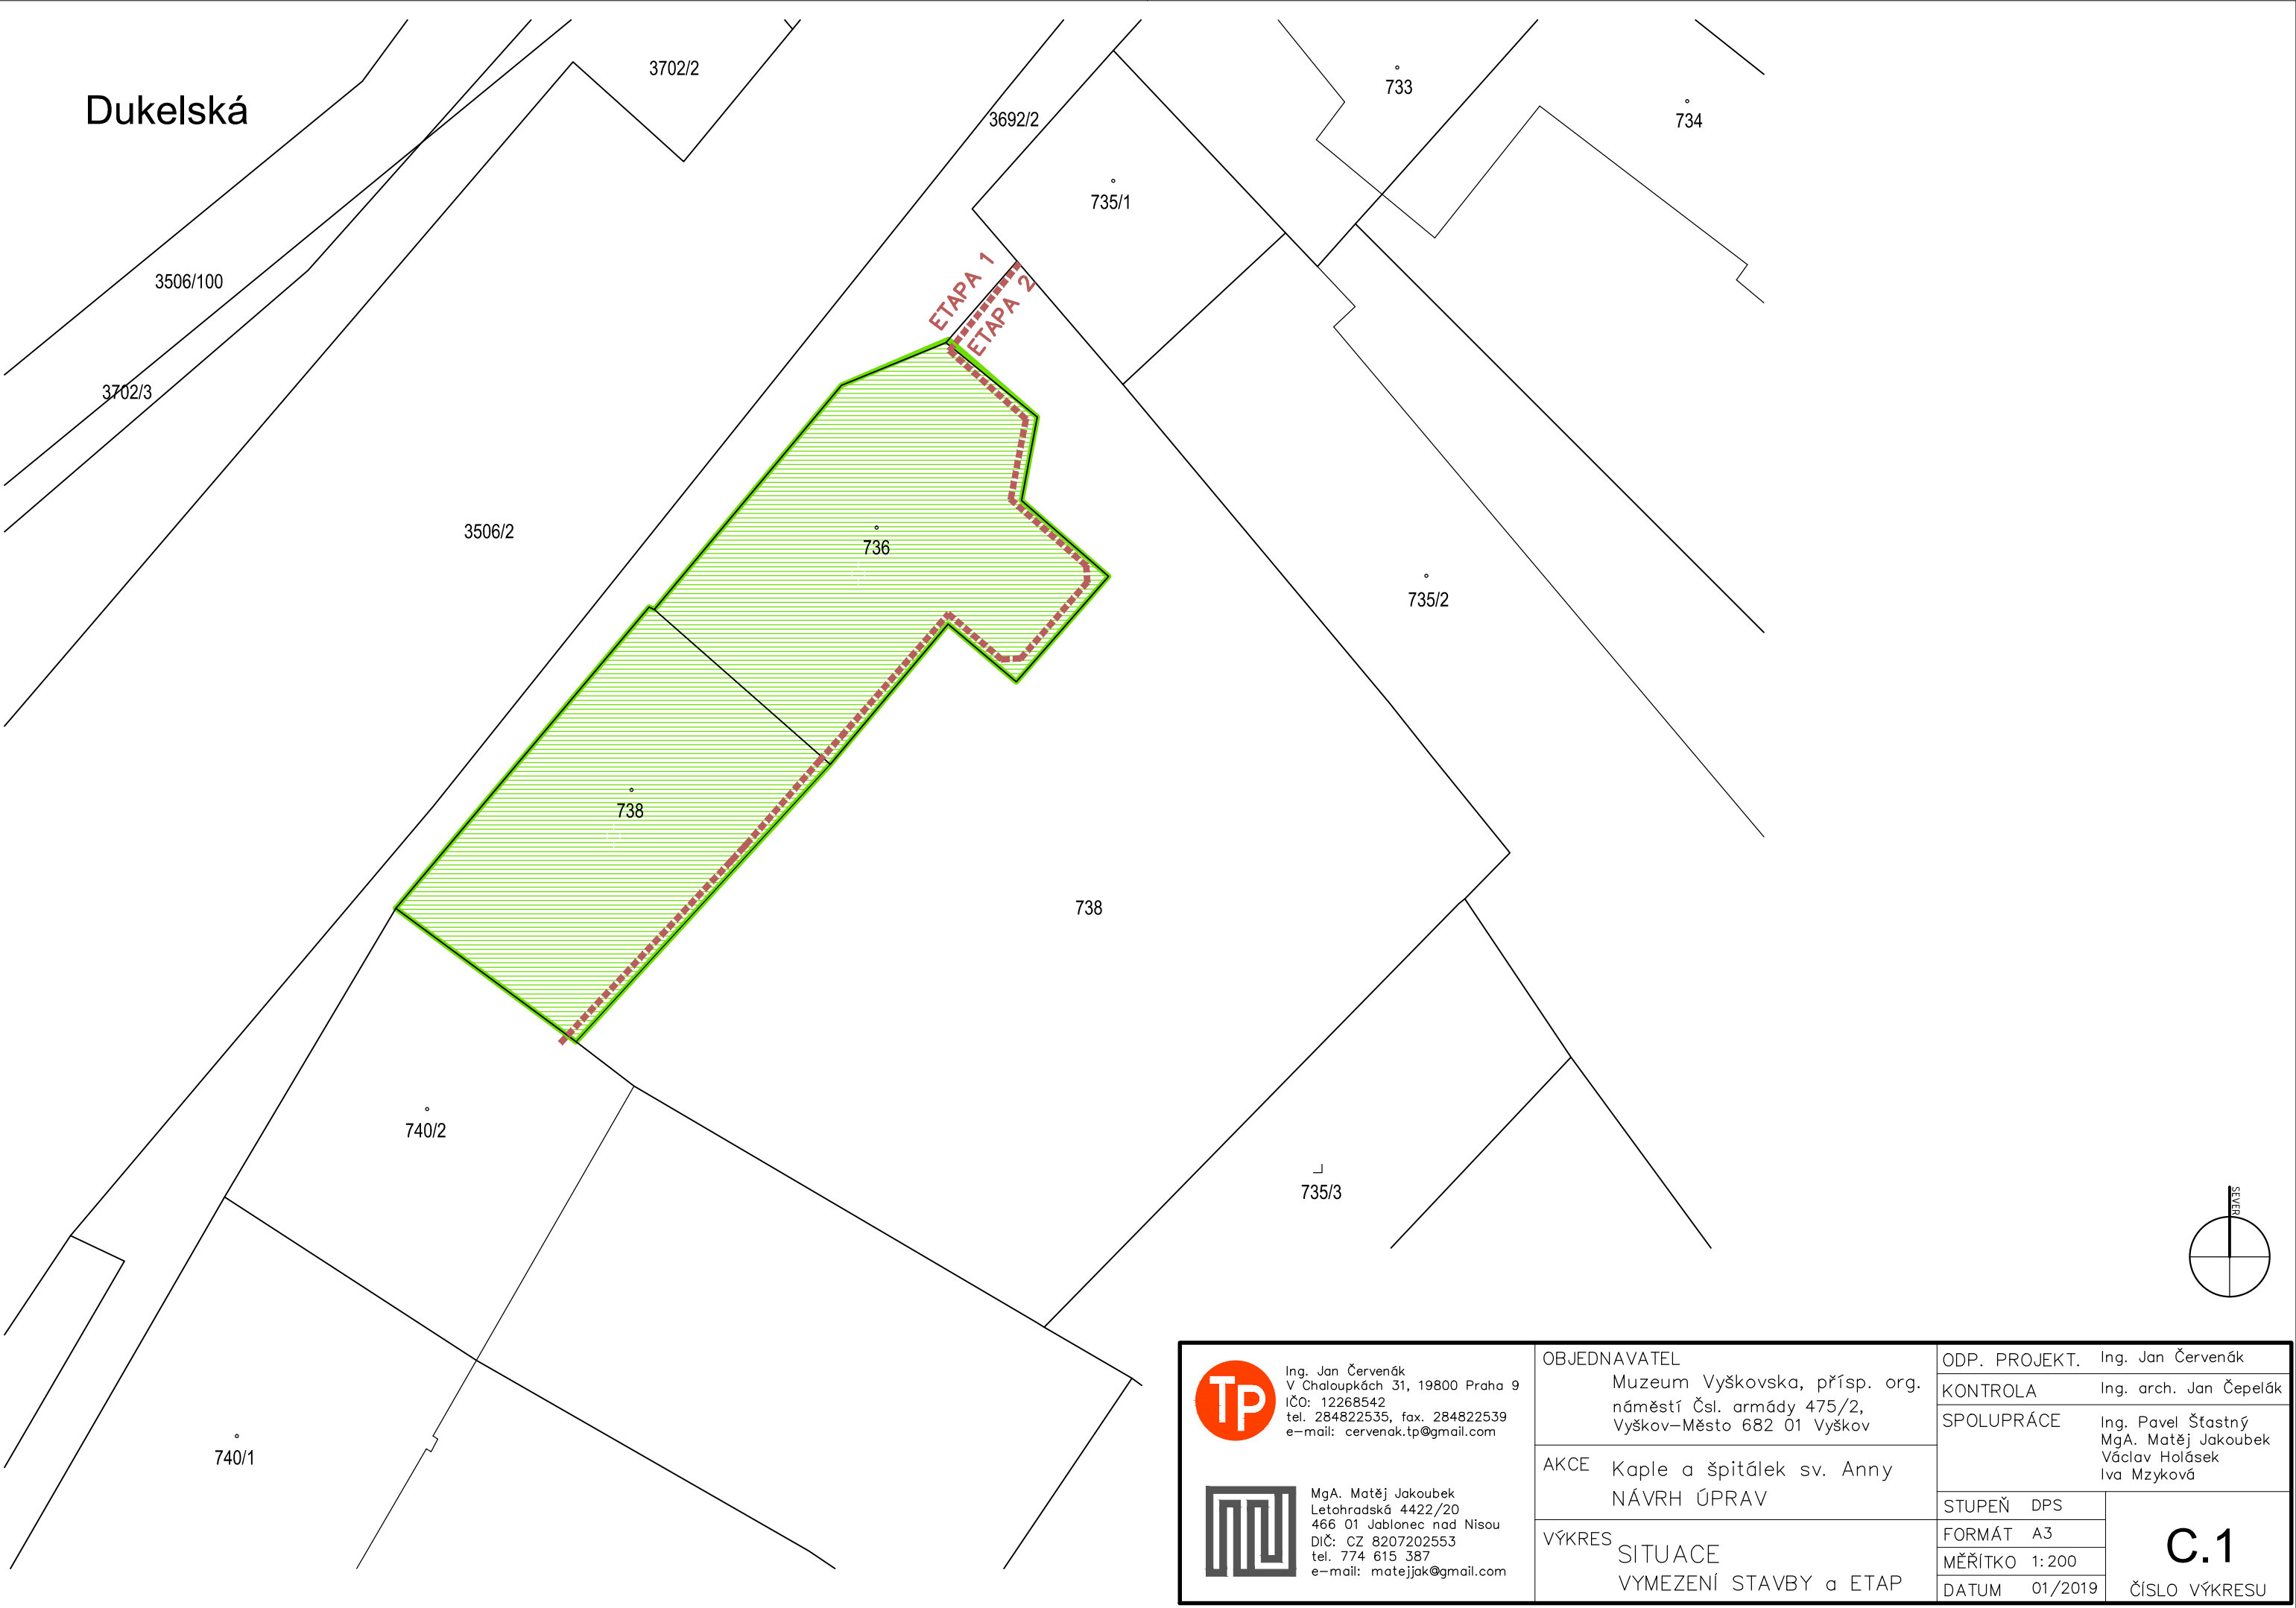 Dukelská
3702/2
733
734
3692/2
735/1
3506/100
ETAPA 1
ETAPA 2
3702/3
3506/2
736
735/2
738
738
740/2
735/3
SEVER
740/1
TP
Ing. Jan Červenák
V Chaloupkách 31, 19800 Praha 9
IČO: 12268542
tel. 284822535, fax. 284822539
e-mail: cervenak.tp@gmail.com
MgA. Matěj Jakoubek
Letohradská 4422/20
466 01 Jablonec nad Nisou
DIČ: CZ 8207202553
tel. 774 615 387
e-mail: matejjak@gmail.com
OBJEDNAVATEL
Muzeum Vyškovska, přísp. org.
náměstí Čsl. armády 475/2,
Vyškov-Město 682 01 Vyškov
AKCE Kaple a špitálek sv. Anny
NÁVRH ÚPRAV
VÝKRES SITUACE
VYMEZENÍ STAVBY a ETAP
ODP. PROJEKT. Ing. Jan Červenák
KONTROLA Ing. arch. Jan Čepelák
SPOLUPRÁCE Ing. Pavel Šťastný
MgA. Matěj Jakoubek
Václav Holásek
Iva Mzyková
STUPEŇ DPS
FORMÁT A3
MĚŘÍTKO 1:200
DATUM 01/2019
C.1
ČÍSLO VÝKRESU